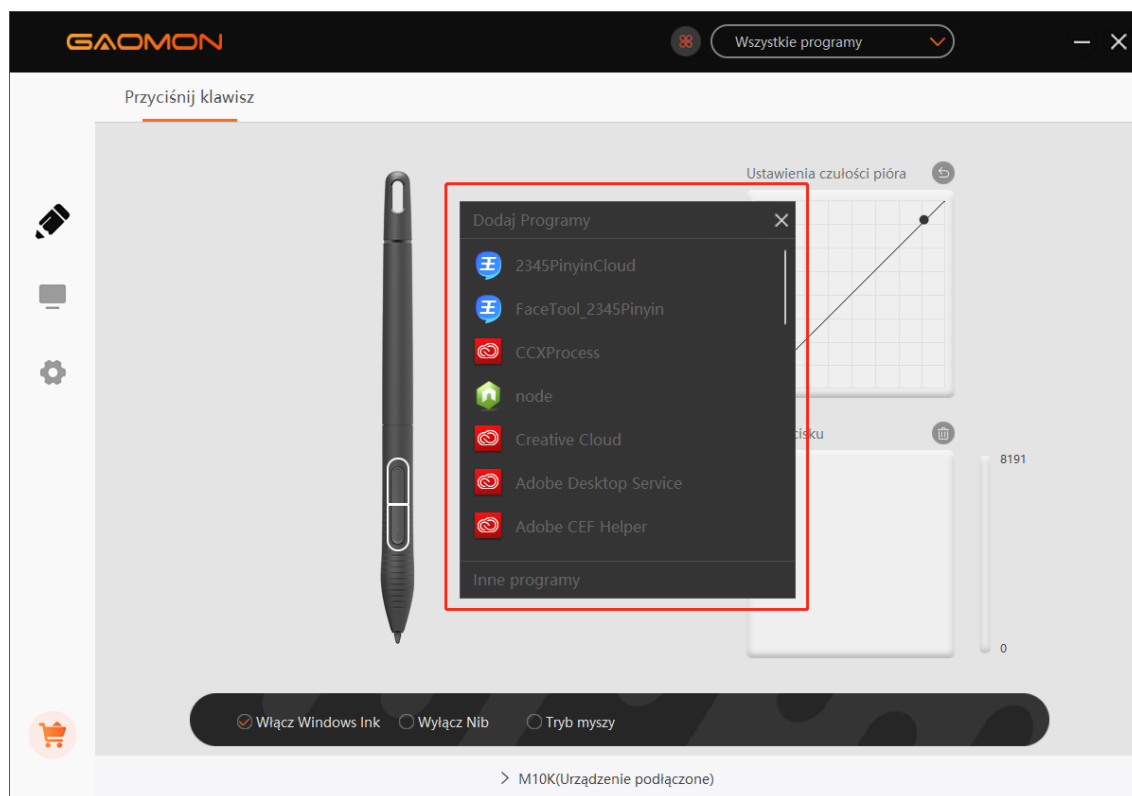 GAOMON
Wszystkie programy
Przyciśnij klawisz
Ustawienia czułości pióra
Dodaj Programy
2345PinyinCloud
FaceTool_2345Pinyin
CCXProcess
node
Creative Cloud
Adobe Desktop Service
Adobe CEF Helper
Inne programy
8191
0
Włącz Windows Ink
Wyłącz Nib
Tryb myszy
M10K(Urządzenie podłączone)